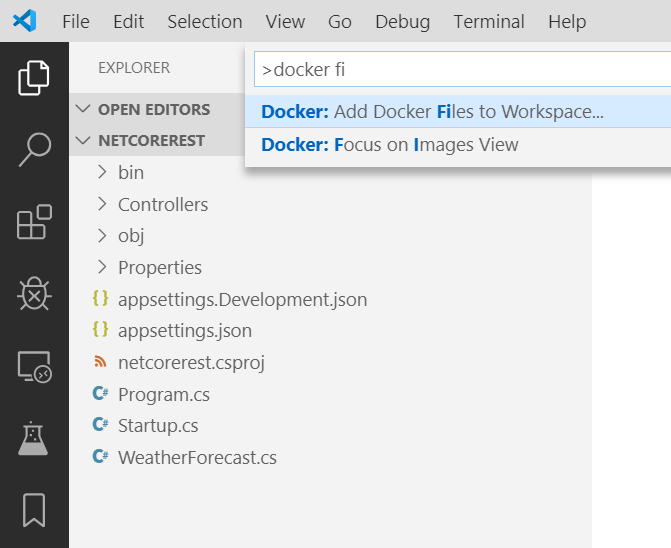 File Edit Selection View Go Debug Terminal Help
EXPLORER
>docker fi
Docker: Add Docker Files to Workspace...
Docker: Focus on Images View
OPEN EDITORS
NETCOREREST
bin
Controllers
obj
Properties
{} appsettings.Development.json
{} appsettings.json
netcorerest.csproj
C# Program.cs
C# Startup.cs
C# WeatherForecast.cs